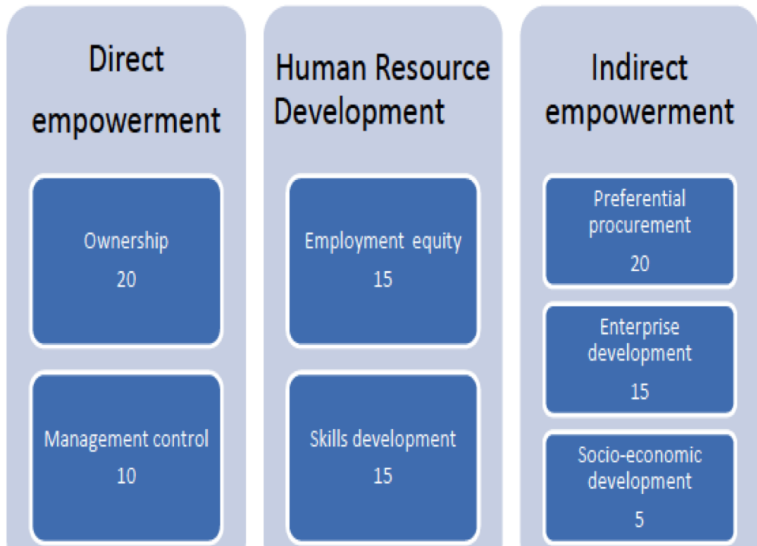 Direct
empowerment
Ownership
20
Management control
10
Human Resource
Development
Employment equity
15
Skills development
15
Indirect
empowerment
Preferential
procurement
20
Enterprise
development
15
Socio-economic
development
5